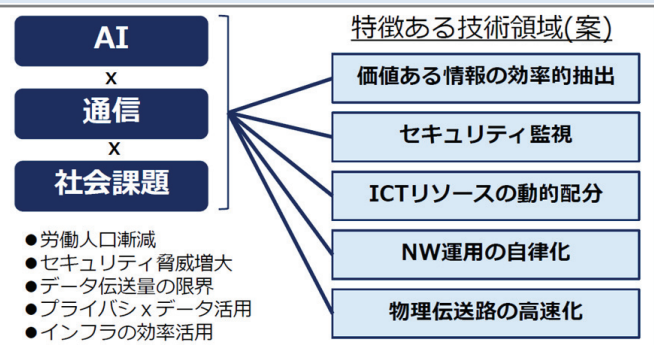 AI
x
通信
x
社会課題
●労働人口漸減
●セキュリティ脅威増大
●データ伝送量の限界
●プライバシxデータ活用
●インフラの効率活用
特徴ある技術領域(案)
価値ある情報の効率的抽出
セキュリティ監視
ICTリソースの動的配分
NW運用の自律化
物理伝送路の高速化